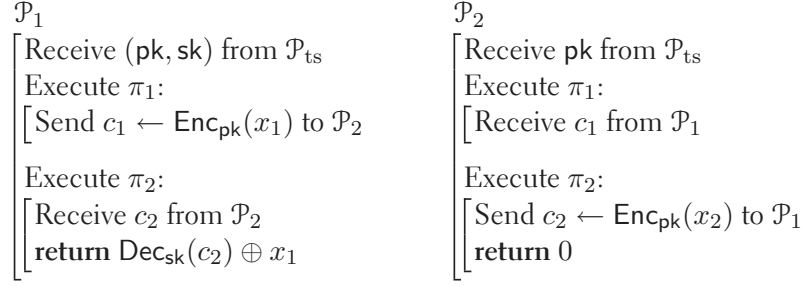 𝒫₁
Receive (pk, sk) from 𝒫ts
Execute π₁:
Send c₁ ← Encpk(x₁) to 𝒫₂
Execute π₂:
Receive c₂ from 𝒫₂
return Decsk(c₂) ⊕ x₁
𝒫₂
Receive pk from 𝒫ts
Execute π₁:
Receive c₁ from 𝒫₁
Execute π₂:
Send c₂ ← Encpk(x₂) to 𝒫₁
return 0